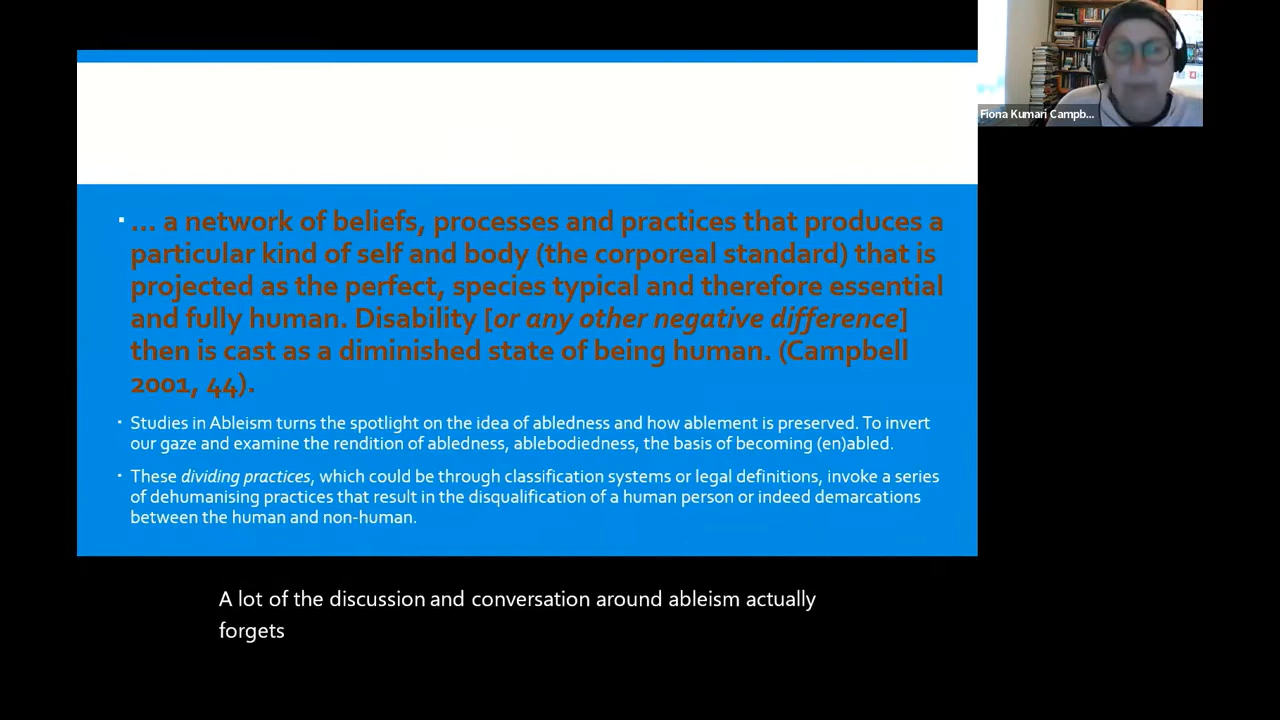 Fiona Kumari Campb...
▪ ... a network of beliefs, processes and practices that produces a
particular kind of self and body (the corporeal standard) that is
projected as the perfect, species typical and therefore essential
and fully human. Disability [or any other negative difference]
then is cast as a diminished state of being human. (Campbell
2001, 44).
▪ Studies in Ableism turns the spotlight on the idea of abledness and how ablement is preserved. To invert
our gaze and examine the rendition of abledness, ablebodiedness, the basis of becoming (en)abled.
▪ These dividing practices, which could be through classification systems or legal definitions, invoke a series
of dehumanising practices that result in the disqualification of a human person or indeed demarcations
between the human and non-human.
A lot of the discussion and conversation around ableism actually
forgets